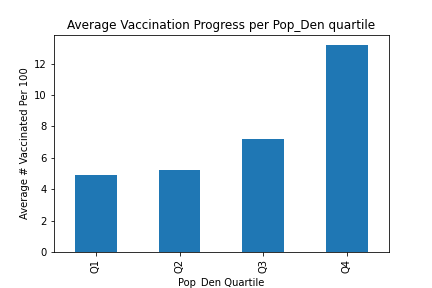 Average Vaccination Progress per Pop_Den quartile
Average # Vaccinated Per 100
12
10
8
6
4
2
0
Q1
Q2
Q3
Q4
Pop_Den Quartile